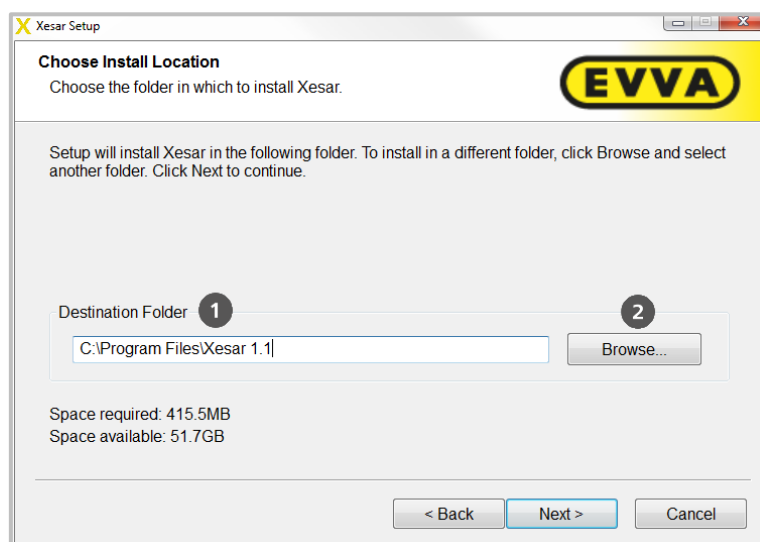 Xesar Setup
Choose Install Location
Choose the folder in which to install Xesar.
EVVA
Setup will install Xesar in the following folder. To install in a different folder, click Browse and select
another folder. Click Next to continue.
Destination Folder 1
2
C:\Program Files\Xesar 1.1
Browse...
Space required: 415.5MB
Space available: 51.7GB
< Back
Next >
Cancel